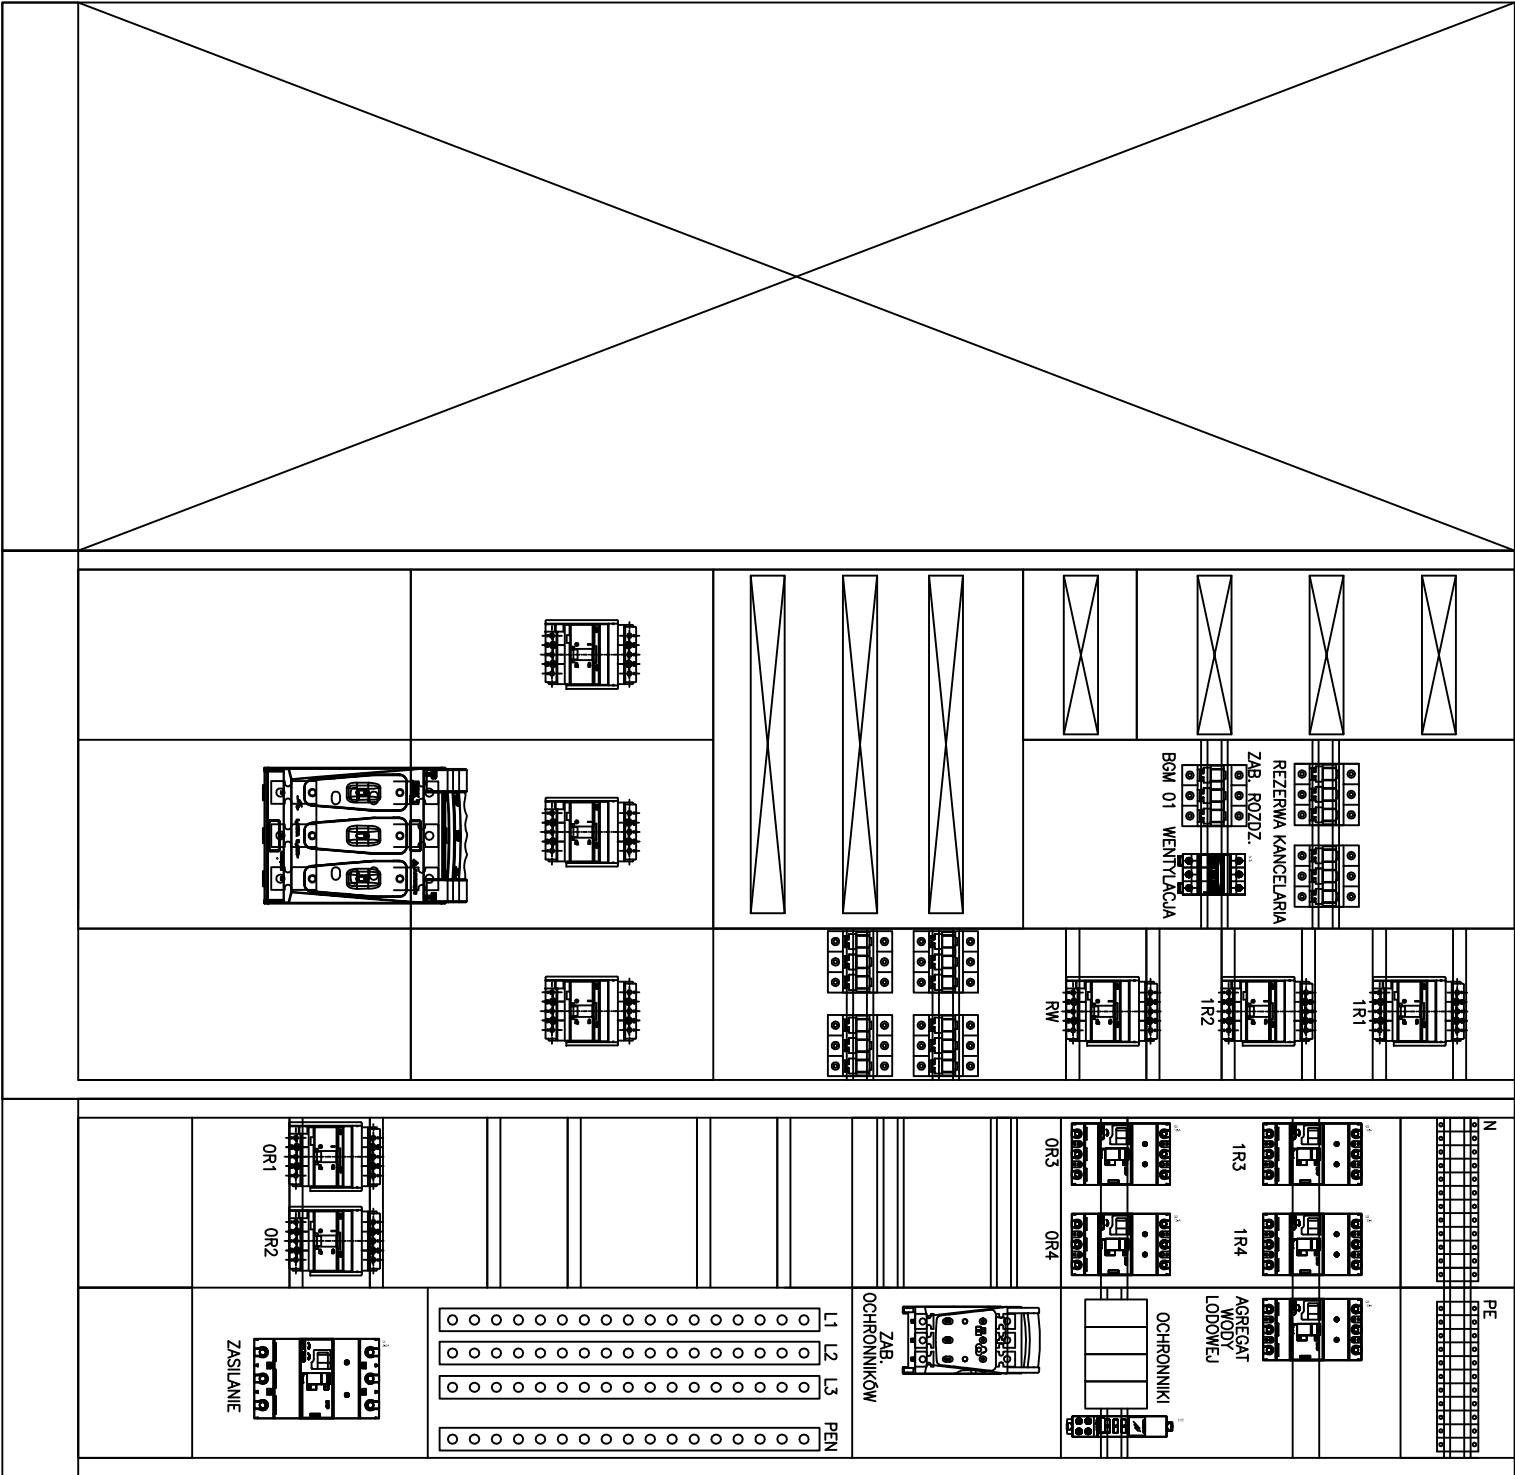 N
PE
1R3
1R4
AGREGAT
WODY
LODOWEJ
0R3
0R4
OCHRONNIKI
ZAB.
OCHRONNIKÓW
L1
L2
L3
PEN
0R1
0R2
ZASILANIE
1R1
1R2
RW
REZERWA KANCELARIA
ZAB. ROZDZ.
BGM 01 WENTYLACJA